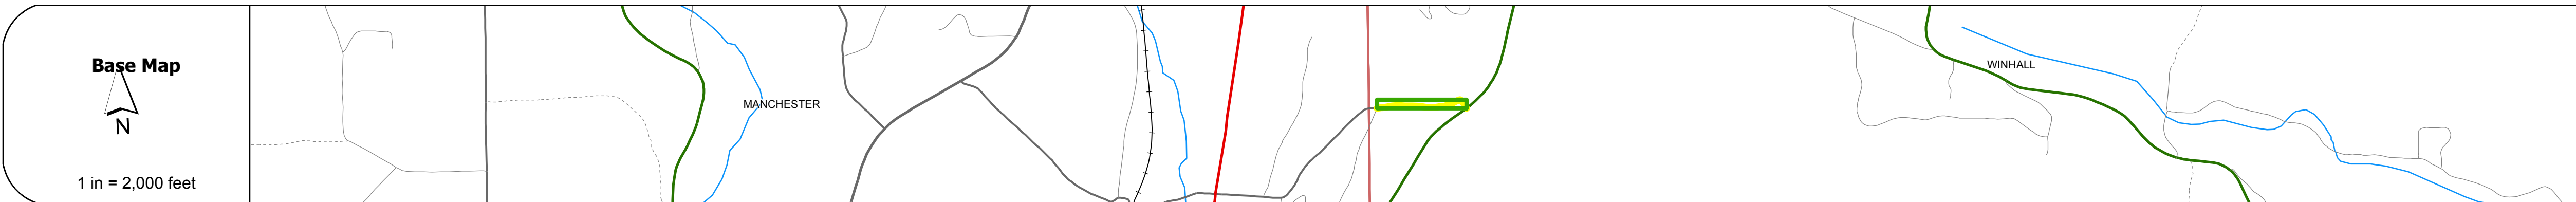 Base Map
N
1 in = 2,000 feet
MANCHESTER
WINHALL